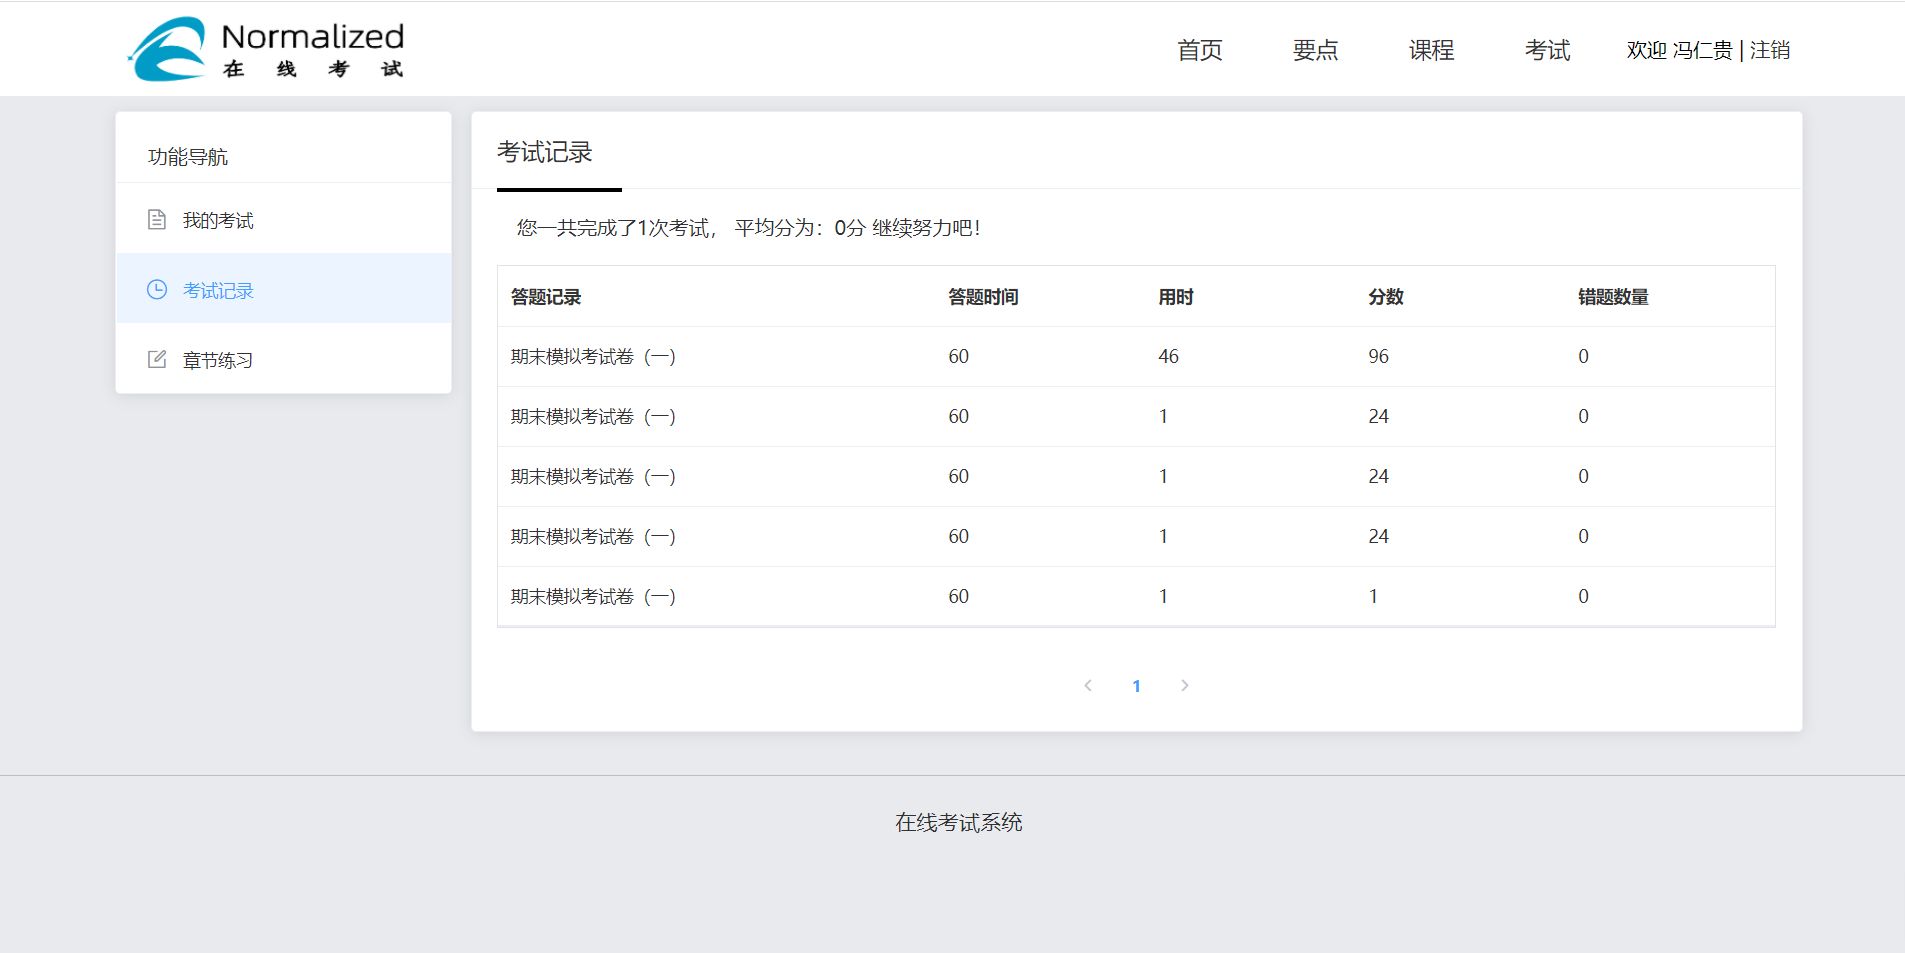 Normalized
在线考试
首页 要点 课程 考试 欢迎 冯仁贵 | 注销
功能导航
我的考试
考试记录
章节练习
考试记录
您一共完成了1次考试， 平均分为：0分 继续努力吧！
答题记录 答题时间 用时 分数 错题数量
期末模拟考试卷（一） 60 46 96 0
期末模拟考试卷（一） 60 1 24 0
期末模拟考试卷（一） 60 1 24 0
期末模拟考试卷（一） 60 1 24 0
期末模拟考试卷（一） 60 1 1 0
1
在线考试系统